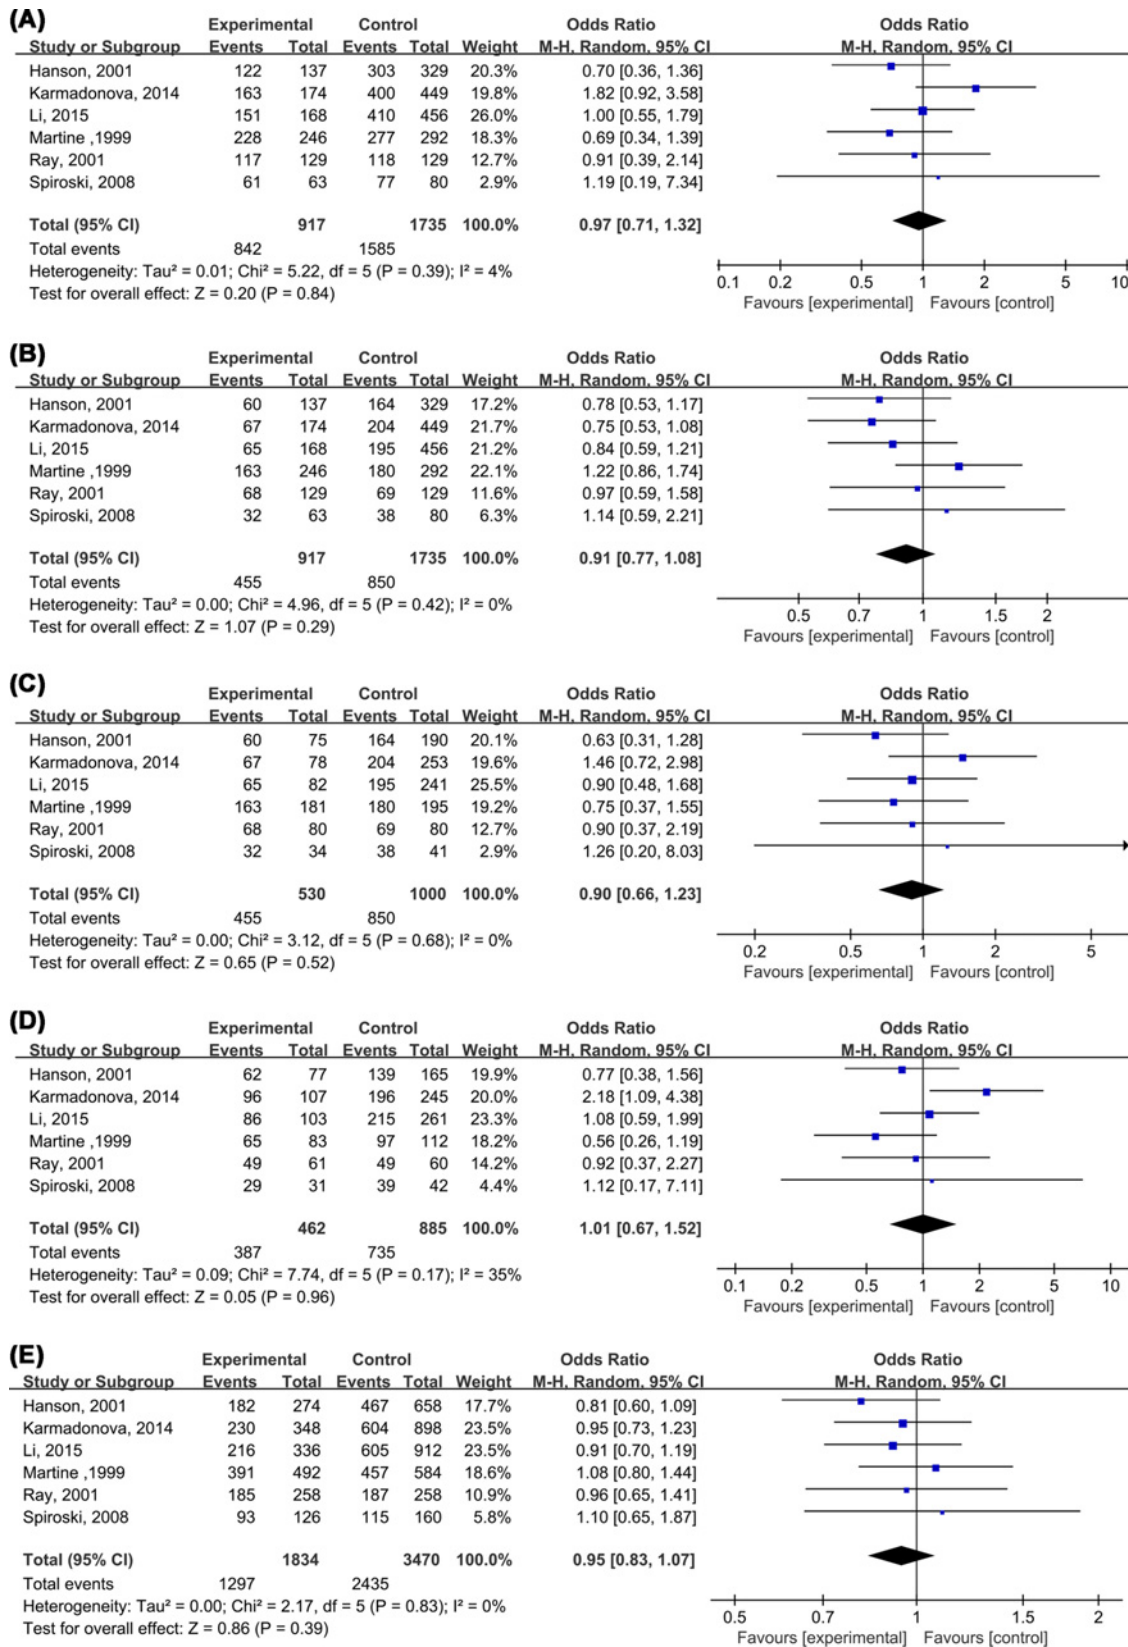 (A)
Experimental Control Odds Ratio Odds Ratio
Study or Subgroup Events Total Events Total Weight M-H, Random, 95% CI M-H, Random, 95% CI
Hanson, 2001 122 137 303 329 20.3% 0.70 [0.36, 1.36]
Karmadonova, 2014 163 174 400 449 19.8% 1.82 [0.92, 3.58]
Li, 2015 151 168 410 456 26.0% 1.00 [0.55, 1.79]
Martine ,1999 228 246 277 292 18.3% 0.69 [0.34, 1.39]
Ray, 2001 117 129 118 129 12.7% 0.91 [0.39, 2.14]
Spiroski, 2008 61 63 77 80 2.9% 1.19 [0.19, 7.34]
Total (95% CI) 917 1735 100.0% 0.97 [0.71, 1.32]
Total events 842 1585
Heterogeneity: Tau² = 0.01; Chi² = 5.22, df = 5 (P = 0.39); I² = 4%
Test for overall effect: Z = 0.20 (P = 0.84)
0.1 0.2 0.5 1 2 5 10
Favours [experimental] Favours [control]
(B)
Experimental Control Odds Ratio Odds Ratio
Study or Subgroup Events Total Events Total Weight M-H, Random, 95% CI M-H, Random, 95% CI
Hanson, 2001 60 137 164 329 17.2% 0.78 [0.53, 1.17]
Karmadonova, 2014 67 174 204 449 21.7% 0.75 [0.53, 1.08]
Li, 2015 65 168 195 456 21.2% 0.84 [0.59, 1.21]
Martine ,1999 163 246 180 292 22.1% 1.22 [0.86, 1.74]
Ray, 2001 68 129 69 129 11.6% 0.97 [0.59, 1.58]
Spiroski, 2008 32 63 38 80 6.3% 1.14 [0.59, 2.21]
Total (95% CI) 917 1735 100.0% 0.91 [0.77, 1.08]
Total events 455 850
Heterogeneity: Tau² = 0.00; Chi² = 4.96, df = 5 (P = 0.42); I² = 0%
Test for overall effect: Z = 1.07 (P = 0.29)
0.5 0.7 1 1.5 2
Favours [experimental] Favours [control]
(C)
Experimental Control Odds Ratio Odds Ratio
Study or Subgroup Events Total Events Total Weight M-H, Random, 95% CI M-H, Random, 95% CI
Hanson, 2001 60 75 164 190 20.1% 0.63 [0.31, 1.28]
Karmadonova, 2014 67 78 204 253 19.6% 1.46 [0.72, 2.98]
Li, 2015 65 82 195 241 25.5% 0.90 [0.48, 1.68]
Martine ,1999 163 181 180 195 19.2% 0.75 [0.37, 1.55]
Ray, 2001 68 80 69 80 12.7% 0.90 [0.37, 2.19]
Spiroski, 2008 32 34 38 41 2.9% 1.26 [0.20, 8.03]
Total (95% CI) 530 1000 100.0% 0.90 [0.66, 1.23]
Total events 455 850
Heterogeneity: Tau² = 0.00; Chi² = 3.12, df = 5 (P = 0.68); I² = 0%
Test for overall effect: Z = 0.65 (P = 0.52)
0.2 0.5 1 2 5
Favours [experimental] Favours [control]
(D)
Experimental Control Odds Ratio Odds Ratio
Study or Subgroup Events Total Events Total Weight M-H, Random, 95% CI M-H, Random, 95% CI
Hanson, 2001 62 77 139 165 19.9% 0.77 [0.38, 1.56]
Karmadonova, 2014 96 107 196 245 20.0% 2.18 [1.09, 4.38]
Li, 2015 86 103 215 261 23.3% 1.08 [0.59, 1.99]
Martine ,1999 65 83 97 112 18.2% 0.56 [0.26, 1.19]
Ray, 2001 49 61 49 60 14.2% 0.92 [0.37, 2.27]
Spiroski, 2008 29 31 39 42 4.4% 1.12 [0.17, 7.11]
Total (95% CI) 462 885 100.0% 1.01 [0.67, 1.52]
Total events 387 735
Heterogeneity: Tau² = 0.09; Chi² = 7.74, df = 5 (P = 0.17); I² = 35%
Test for overall effect: Z = 0.05 (P = 0.96)
0.1 0.2 0.5 1 2 5 10
Favours [experimental] Favours [control]
(E)
Experimental Control Odds Ratio Odds Ratio
Study or Subgroup Events Total Events Total Weight M-H, Random, 95% CI M-H, Random, 95% CI
Hanson, 2001 182 274 467 658 17.7% 0.81 [0.60, 1.09]
Karmadonova, 2014 230 348 604 898 23.5% 0.95 [0.73, 1.23]
Li, 2015 216 336 605 912 23.5% 0.91 [0.70, 1.19]
Martine ,1999 391 492 457 584 18.6% 1.08 [0.80, 1.44]
Ray, 2001 185 258 187 258 10.9% 0.96 [0.65, 1.41]
Spiroski, 2008 93 126 115 160 5.8% 1.10 [0.65, 1.87]
Total (95% CI) 1834 3470 100.0% 0.95 [0.83, 1.07]
Total events 1297 2435
Heterogeneity: Tau² = 0.00; Chi² = 2.17, df = 5 (P = 0.83); I² = 0%
Test for overall effect: Z = 0.86 (P = 0.39)
0.5 0.7 1 1.5 2
Favours [experimental] Favours [control]